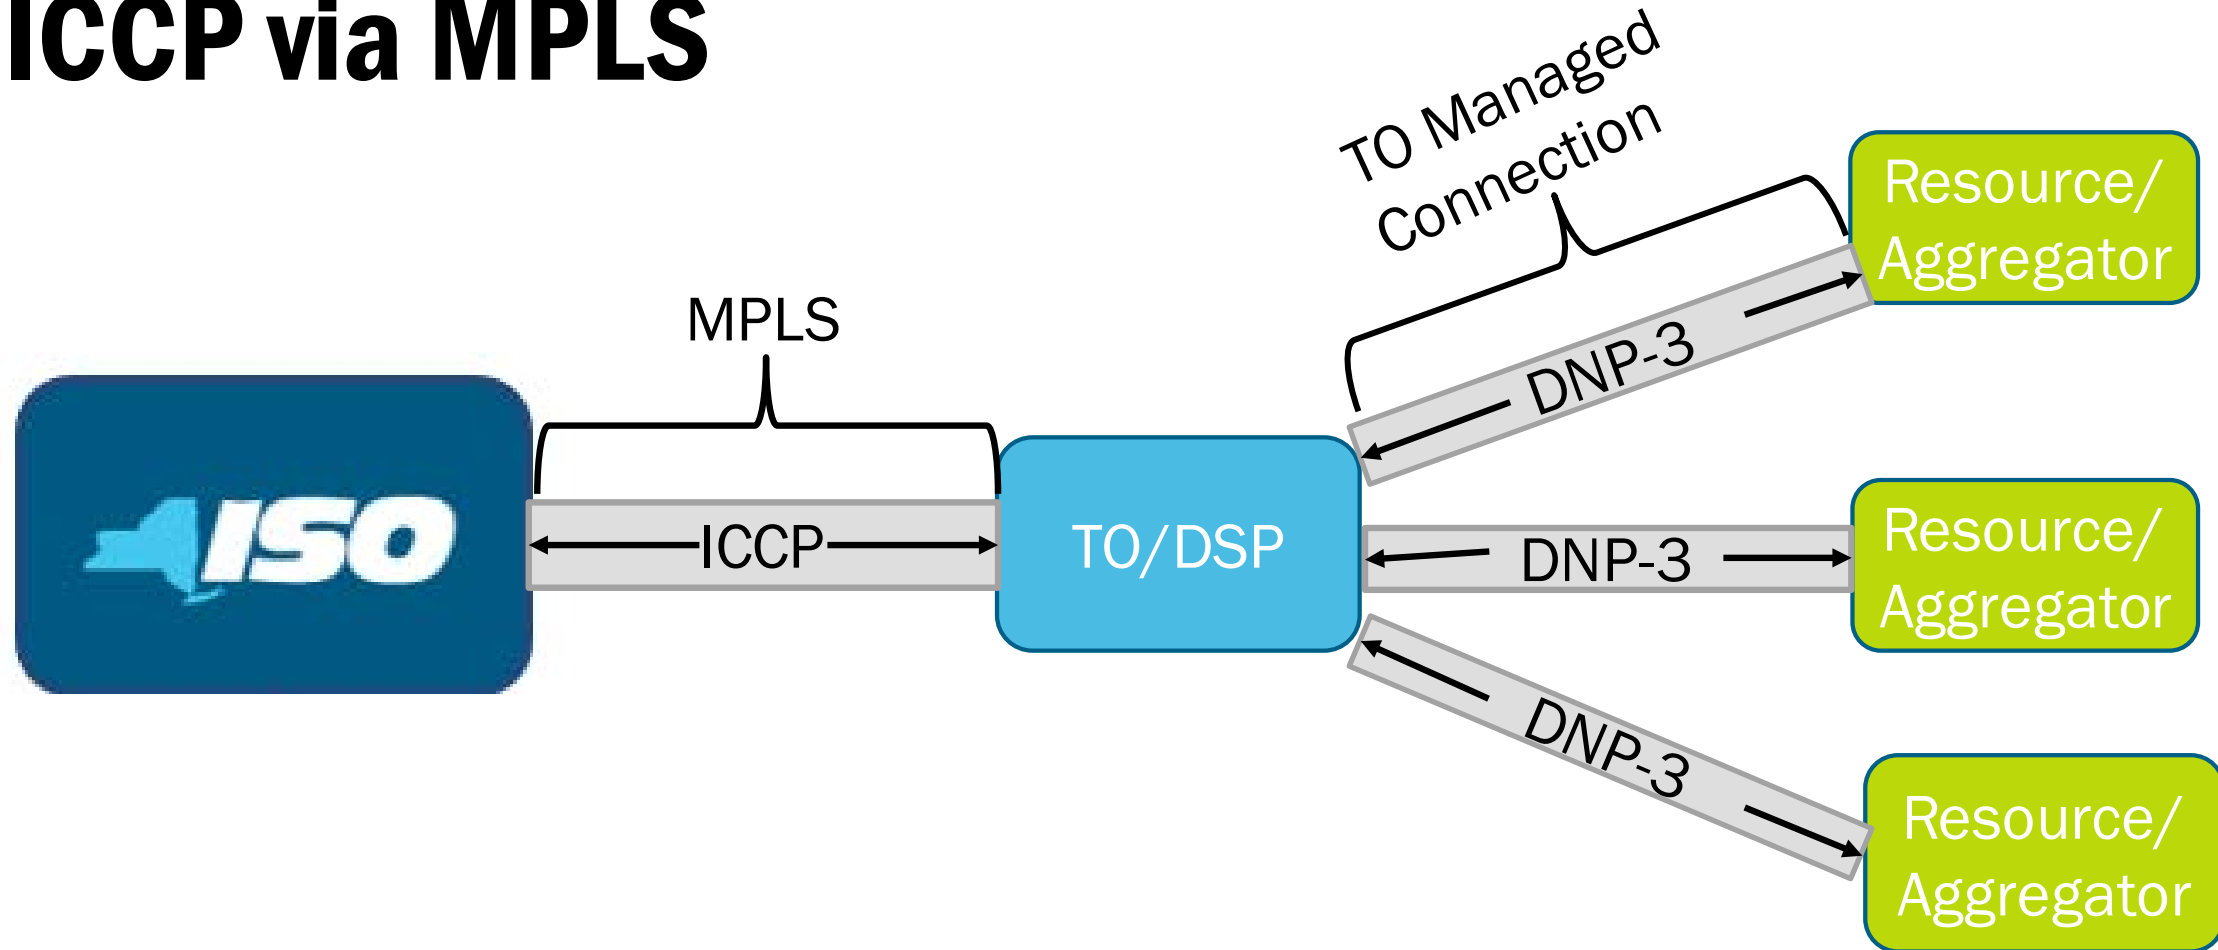 ICCP via MPLS
TO Managed
Connection
MPLS
ISO
ICCP
TO/DSP
DNP-3
Resource/
Aggregator
DNP-3
Resource/
Aggregator
DNP-3
Resource/
Aggregator